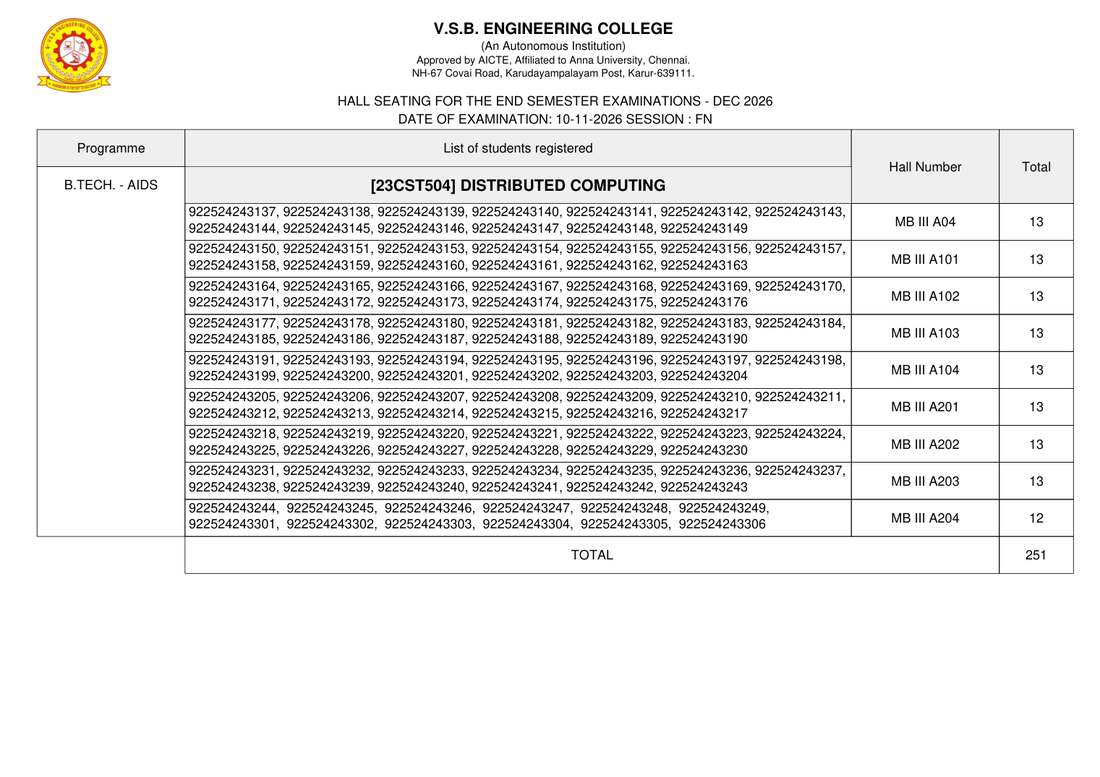 V.S.B. ENGINEERING COLLEGE
(An Autonomous Institution)
Approved by AICTE, Affiliated to Anna University, Chennai.
NH-67 Covai Road, Karudayampalayam Post, Karur-639111.
HALL SEATING FOR THE END SEMESTER EXAMINATIONS - DEC 2026
DATE OF EXAMINATION: 10-11-2026 SESSION : FN
Programme List of students registered Hall Number Total
B.TECH. - AIDS [23CST504] DISTRIBUTED COMPUTING
922524243137, 922524243138, 922524243139, 922524243140, 922524243141, 922524243142, 922524243143,
922524243144, 922524243145, 922524243146, 922524243147, 922524243148, 922524243149
MB III A04 13
922524243150, 922524243151, 922524243153, 922524243154, 922524243155, 922524243156, 922524243157,
922524243158, 922524243159, 922524243160, 922524243161, 922524243162, 922524243163
MB III A101 13
922524243164, 922524243165, 922524243166, 922524243167, 922524243168, 922524243169, 922524243170,
922524243171, 922524243172, 922524243173, 922524243174, 922524243175, 922524243176
MB III A102 13
922524243177, 922524243178, 922524243180, 922524243181, 922524243182, 922524243183, 922524243184,
922524243185, 922524243186, 922524243187, 922524243188, 922524243189, 922524243190
MB III A103 13
922524243191, 922524243193, 922524243194, 922524243195, 922524243196, 922524243197, 922524243198,
922524243199, 922524243200, 922524243201, 922524243202, 922524243203, 922524243204
MB III A104 13
922524243205, 922524243206, 922524243207, 922524243208, 922524243209, 922524243210, 922524243211,
922524243212, 922524243213, 922524243214, 922524243215, 922524243216, 922524243217
MB III A201 13
922524243218, 922524243219, 922524243220, 922524243221, 922524243222, 922524243223, 922524243224,
922524243225, 922524243226, 922524243227, 922524243228, 922524243229, 922524243230
MB III A202 13
922524243231, 922524243232, 922524243233, 922524243234, 922524243235, 922524243236, 922524243237,
922524243238, 922524243239, 922524243240, 922524243241, 922524243242, 922524243243
MB III A203 13
922524243244, 922524243245, 922524243246, 922524243247, 922524243248, 922524243249,
922524243301, 922524243302, 922524243303, 922524243304, 922524243305, 922524243306
MB III A204 12
TOTAL 251